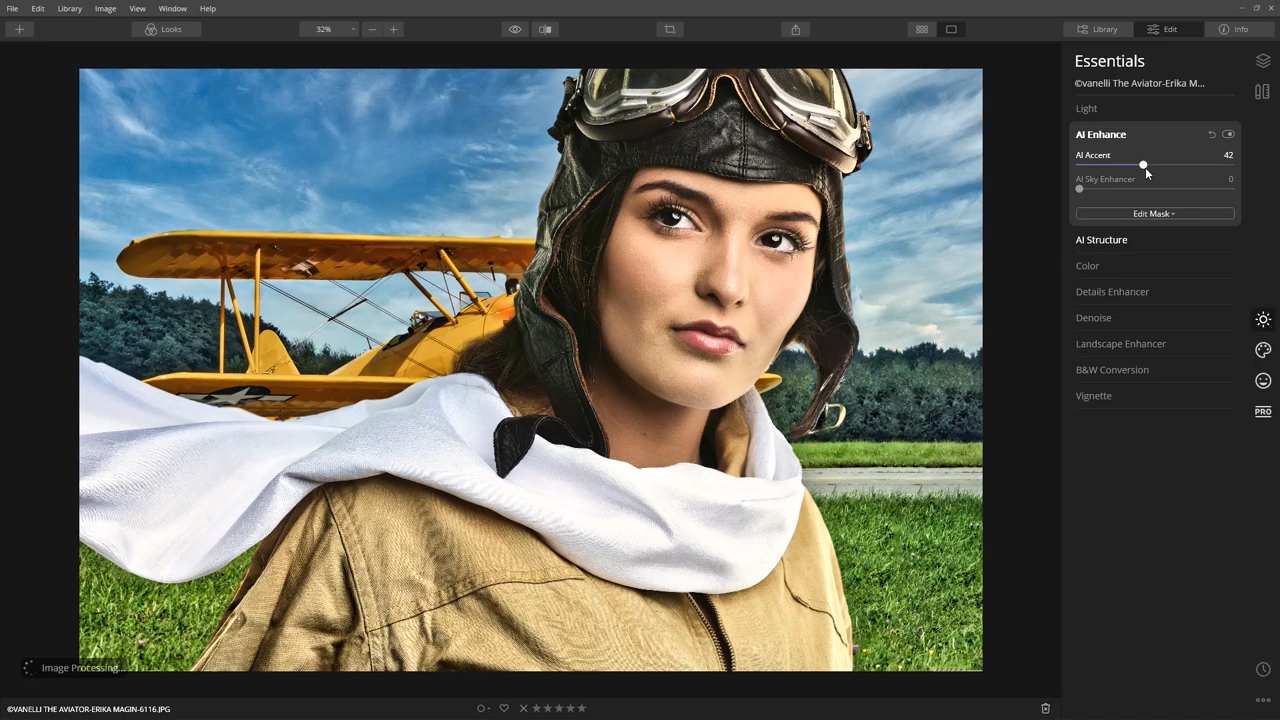 File Edit Library Image View Window Help
Looks 32% Library Edit Info
Essentials
©vanelli The Aviator-Erika M...
Light
AI Enhance
AI Accent 42
AI Sky Enhancer 0
Edit Mask
AI Structure
Color
Details Enhancer
Denoise
Landscape Enhancer
B&W Conversion
Vignette
PRO
Image Processing...
©VANELLI THE AVIATOR-ERIKA MAGIN-6116.JPG